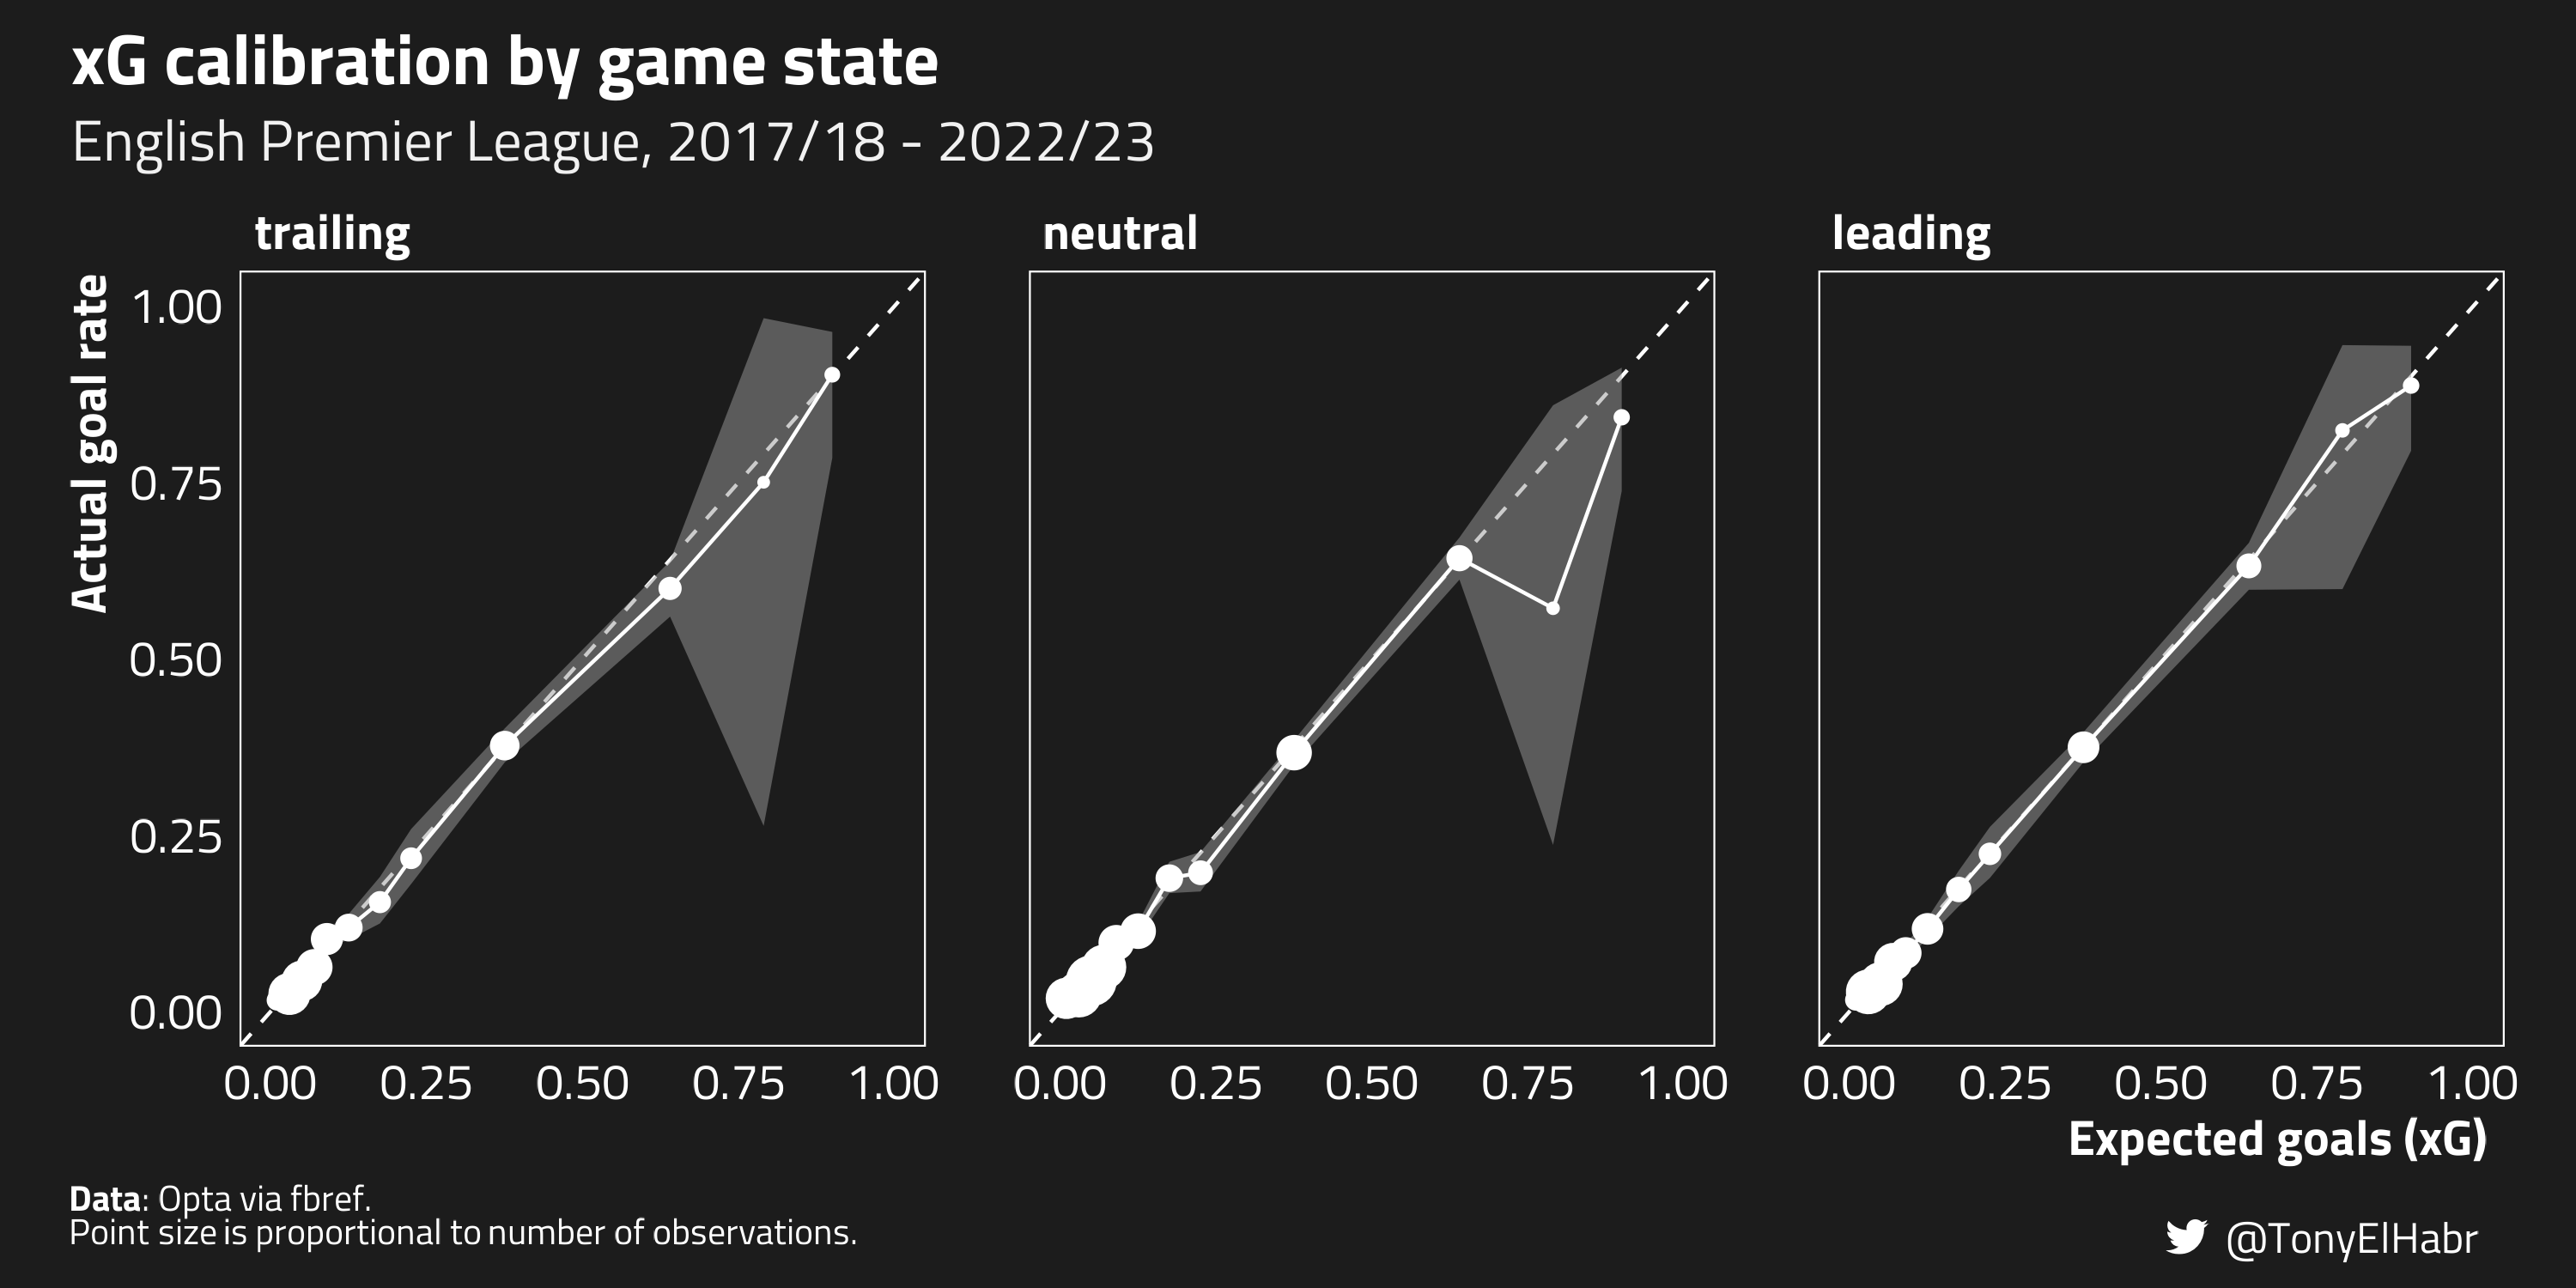 xG calibration by game state
English Premier League, 2017/18 - 2022/23
trailing
neutral
leading
Actual goal rate
1.00
0.75
0.50
0.25
0.00
0.00 0.25 0.50 0.75 1.00
0.00 0.25 0.50 0.75 1.00
0.00 0.25 0.50 0.75 1.00
Expected goals (xG)
Data: Opta via fbref.
Point size is proportional to number of observations.
@TonyElHabr